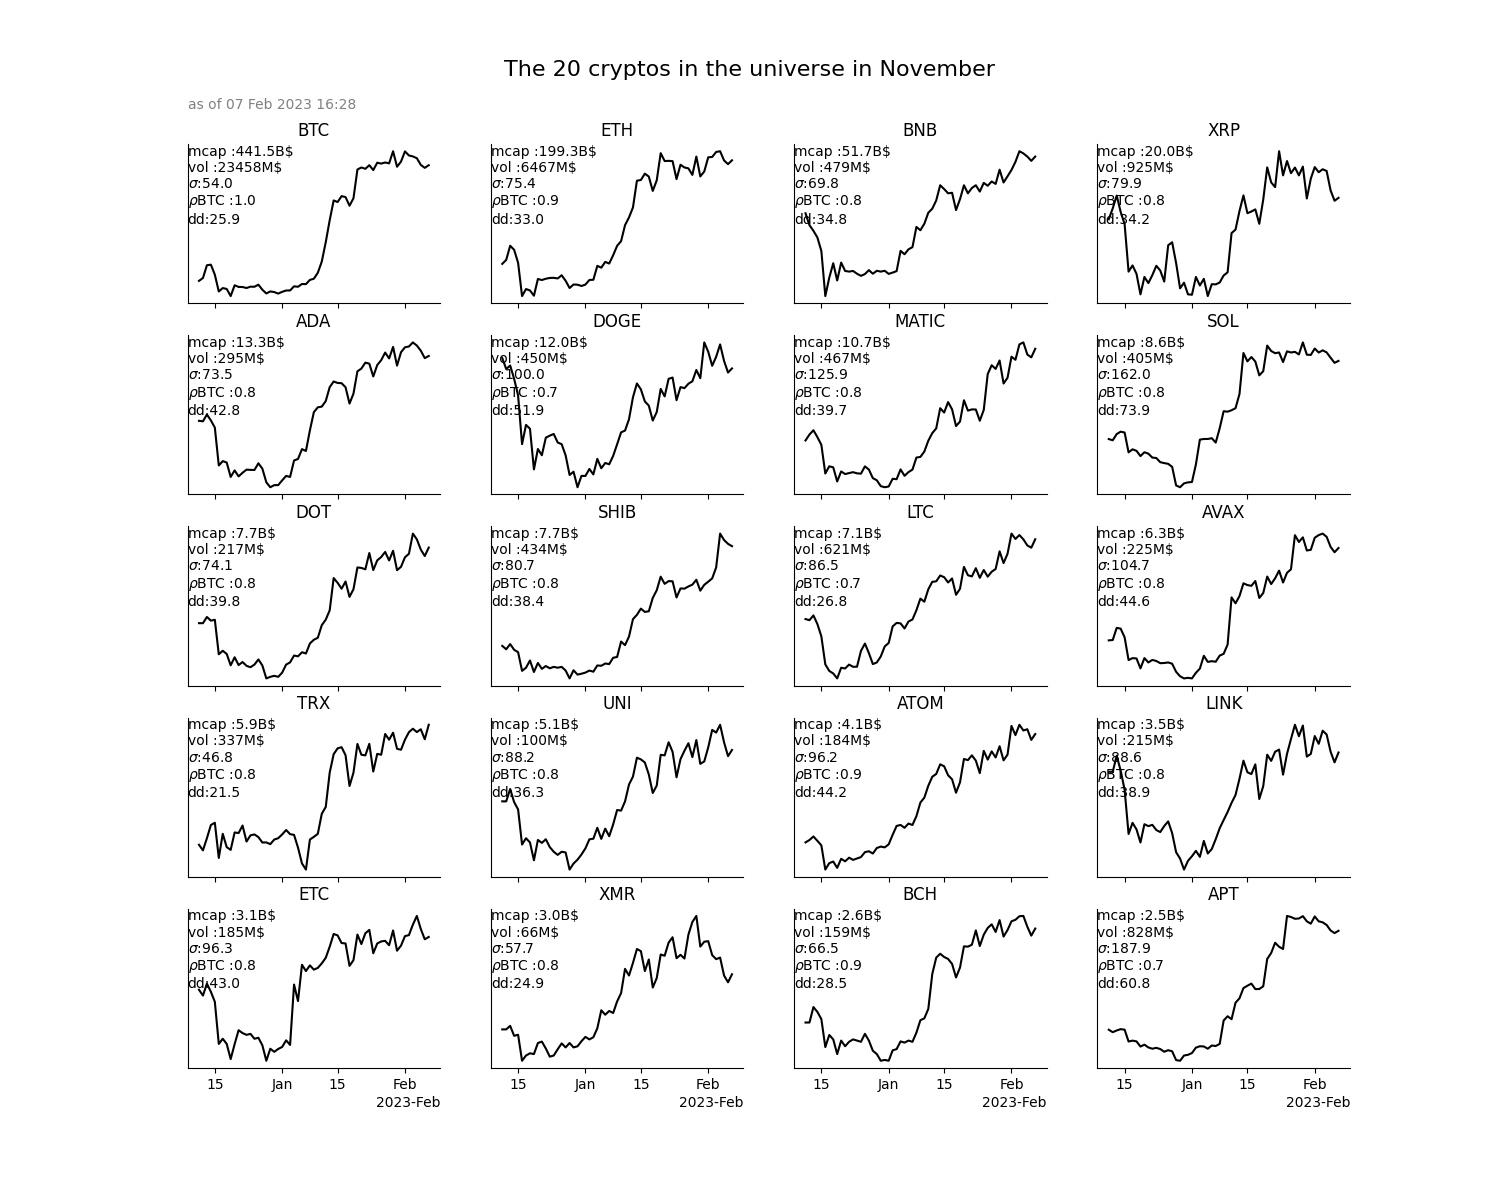 The 20 cryptos in the universe in November
as of 07 Feb 2023 16:28
BTC
mcap :441.5B$
vol :23458M$
σ:54.0
ρBTC :1.0
dd:25.9
ETH
mcap :199.3B$
vol :6467M$
σ:75.4
ρBTC :0.9
dd:33.0
BNB
mcap :51.7B$
vol :479M$
σ:69.8
ρBTC :0.8
dd:34.8
XRP
mcap :20.0B$
vol :925M$
σ:79.9
ρBTC :0.8
dd:34.2
ADA
mcap :13.3B$
vol :295M$
σ:73.5
ρBTC :0.8
dd:42.8
DOGE
mcap :12.0B$
vol :450M$
σ:100.0
ρBTC :0.7
dd:51.9
MATIC
mcap :10.7B$
vol :467M$
σ:125.9
ρBTC :0.8
dd:39.7
SOL
mcap :8.6B$
vol :405M$
σ:162.0
ρBTC :0.8
dd:73.9
DOT
mcap :7.7B$
vol :217M$
σ:74.1
ρBTC :0.8
dd:39.8
SHIB
mcap :7.7B$
vol :434M$
σ:80.7
ρBTC :0.8
dd:38.4
LTC
mcap :7.1B$
vol :621M$
σ:86.5
ρBTC :0.7
dd:26.8
AVAX
mcap :6.3B$
vol :225M$
σ:104.7
ρBTC :0.8
dd:44.6
TRX
mcap :5.9B$
vol :337M$
σ:46.8
ρBTC :0.8
dd:21.5
UNI
mcap :5.1B$
vol :100M$
σ:88.2
ρBTC :0.8
dd:36.3
ATOM
mcap :4.1B$
vol :184M$
σ:96.2
ρBTC :0.9
dd:44.2
LINK
mcap :3.5B$
vol :215M$
σ:88.6
ρBTC :0.8
dd:38.9
ETC
mcap :3.1B$
vol :185M$
σ:96.3
ρBTC :0.8
dd:43.0
15 Jan 15 Feb
2023-Feb
XMR
mcap :3.0B$
vol :66M$
σ:57.7
ρBTC :0.8
dd:24.9
15 Jan 15 Feb
2023-Feb
BCH
mcap :2.6B$
vol :159M$
σ:66.5
ρBTC :0.9
dd:28.5
15 Jan 15 Feb
2023-Feb
APT
mcap :2.5B$
vol :828M$
σ:187.9
ρBTC :0.7
dd:60.8
15 Jan 15 Feb
2023-Feb